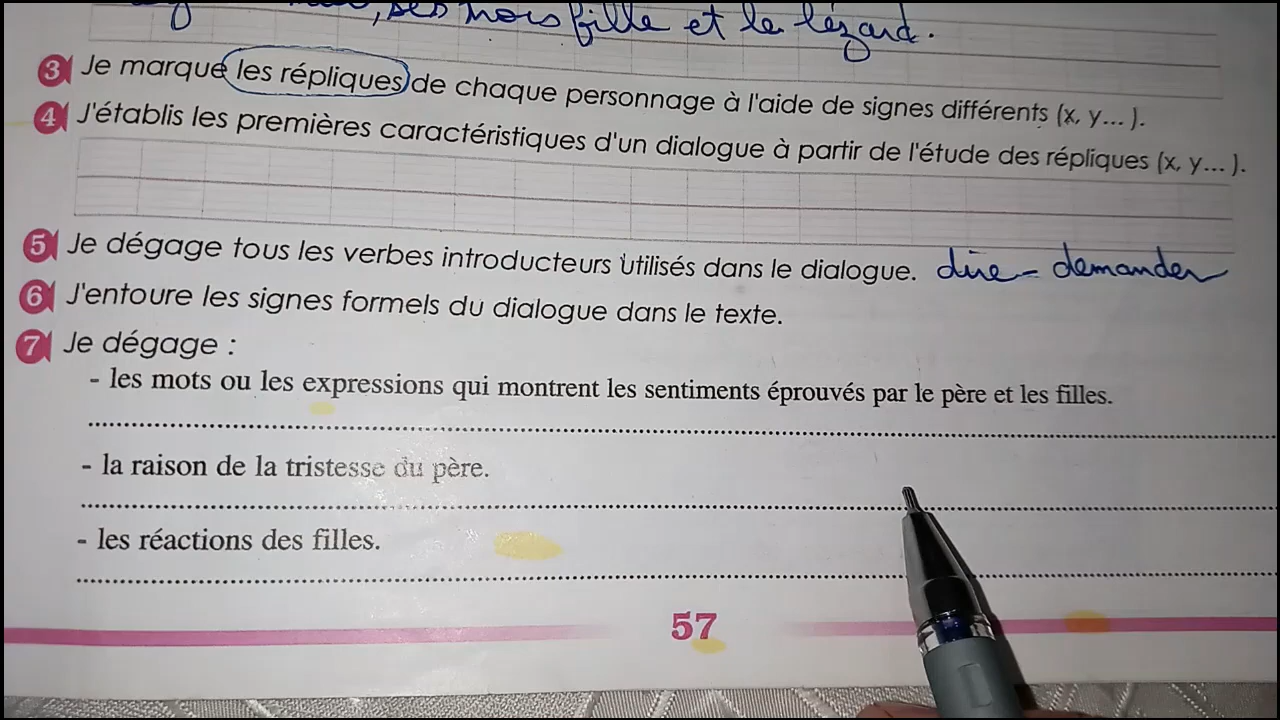 , ses trois fille et le lézard.
3 Je marque les répliques de chaque personnage à l'aide de signes différents (x, y... ).
4 J'établis les premières caractéristiques d'un dialogue à partir de l'étude des répliques (x, y... ).
5 Je dégage tous les verbes introducteurs utilisés dans le dialogue. dire - demander
6 J'entoure les signes formels du dialogue dans le texte.
7 Je dégage :
- les mots ou les expressions qui montrent les sentiments éprouvés par le père et les filles.
- la raison de la tristesse du père.
- les réactions des filles.
57